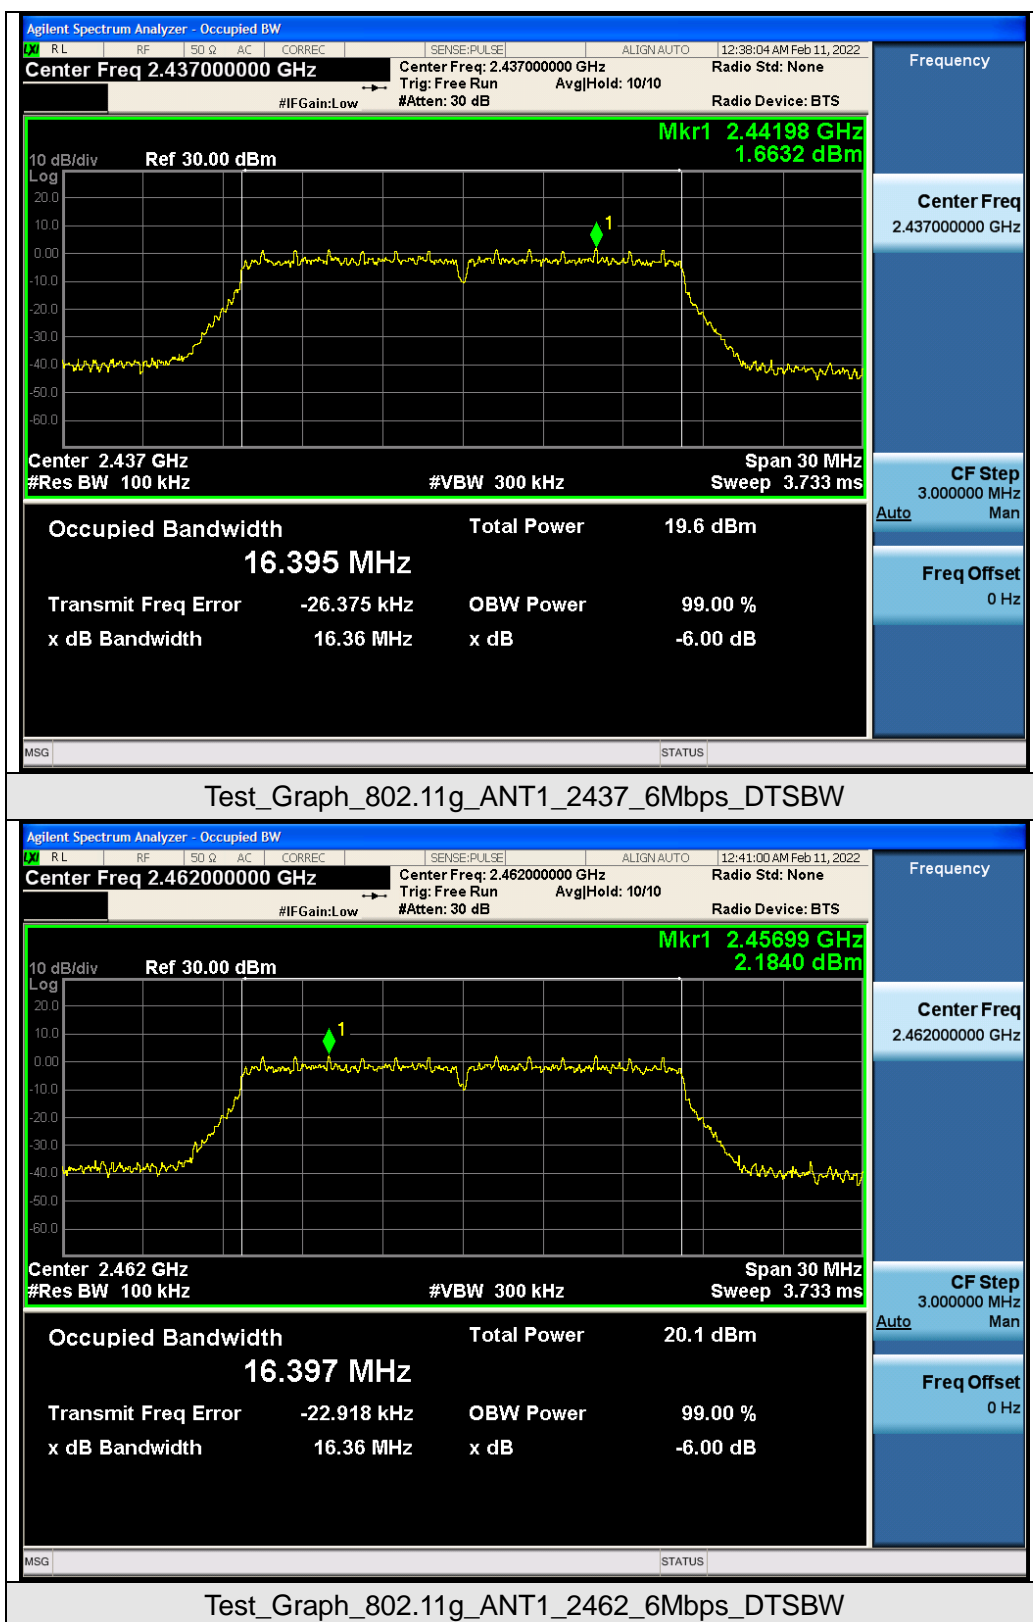 Agilent Spectrum Analyzer - Occupied BW
LXI RL RF 50 Ω AC CORREC SENSE:PULSE ALIGN AUTO 12:38:04 AM Feb 11, 2022
Center Freq 2.437000000 GHz
Center Freq: 2.437000000 GHz
Radio Std: None
Trig: Free Run Avg|Hold: 10/10
#IFGain:Low #Atten: 30 dB Radio Device: BTS
Frequency
Mkr1 2.44198 GHz
1.6632 dBm
10 dB/div Ref 30.00 dBm
Log
20.0
10.0
0.00
-10.0
-20.0
-30.0
-40.0
-50.0
-60.0
1
Center Freq
2.437000000 GHz
Center 2.437 GHz Span 30 MHz
#Res BW 100 kHz #VBW 300 kHz Sweep 3.733 ms
CF Step
3.000000 MHz
Auto Man
Occupied Bandwidth Total Power 19.6 dBm
16.395 MHz
Transmit Freq Error -26.375 kHz OBW Power 99.00 %
x dB Bandwidth 16.36 MHz x dB -6.00 dB
Freq Offset
0 Hz
MSG STATUS
Test_Graph_802.11g_ANT1_2437_6Mbps_DTSBW
Agilent Spectrum Analyzer - Occupied BW
LXI RL RF 50 Ω AC CORREC SENSE:PULSE ALIGN AUTO 12:41:00 AM Feb 11, 2022
Center Freq 2.462000000 GHz
Center Freq: 2.462000000 GHz
Radio Std: None
Trig: Free Run Avg|Hold: 10/10
#IFGain:Low #Atten: 30 dB Radio Device: BTS
Frequency
Mkr1 2.45699 GHz
2.1840 dBm
10 dB/div Ref 30.00 dBm
Log
20.0
10.0
0.00
-10.0
-20.0
-30.0
-40.0
-50.0
-60.0
1
Center Freq
2.462000000 GHz
Center 2.462 GHz Span 30 MHz
#Res BW 100 kHz #VBW 300 kHz Sweep 3.733 ms
CF Step
3.000000 MHz
Auto Man
Occupied Bandwidth Total Power 20.1 dBm
16.397 MHz
Transmit Freq Error -22.918 kHz OBW Power 99.00 %
x dB Bandwidth 16.36 MHz x dB -6.00 dB
Freq Offset
0 Hz
MSG STATUS
Test_Graph_802.11g_ANT1_2462_6Mbps_DTSBW